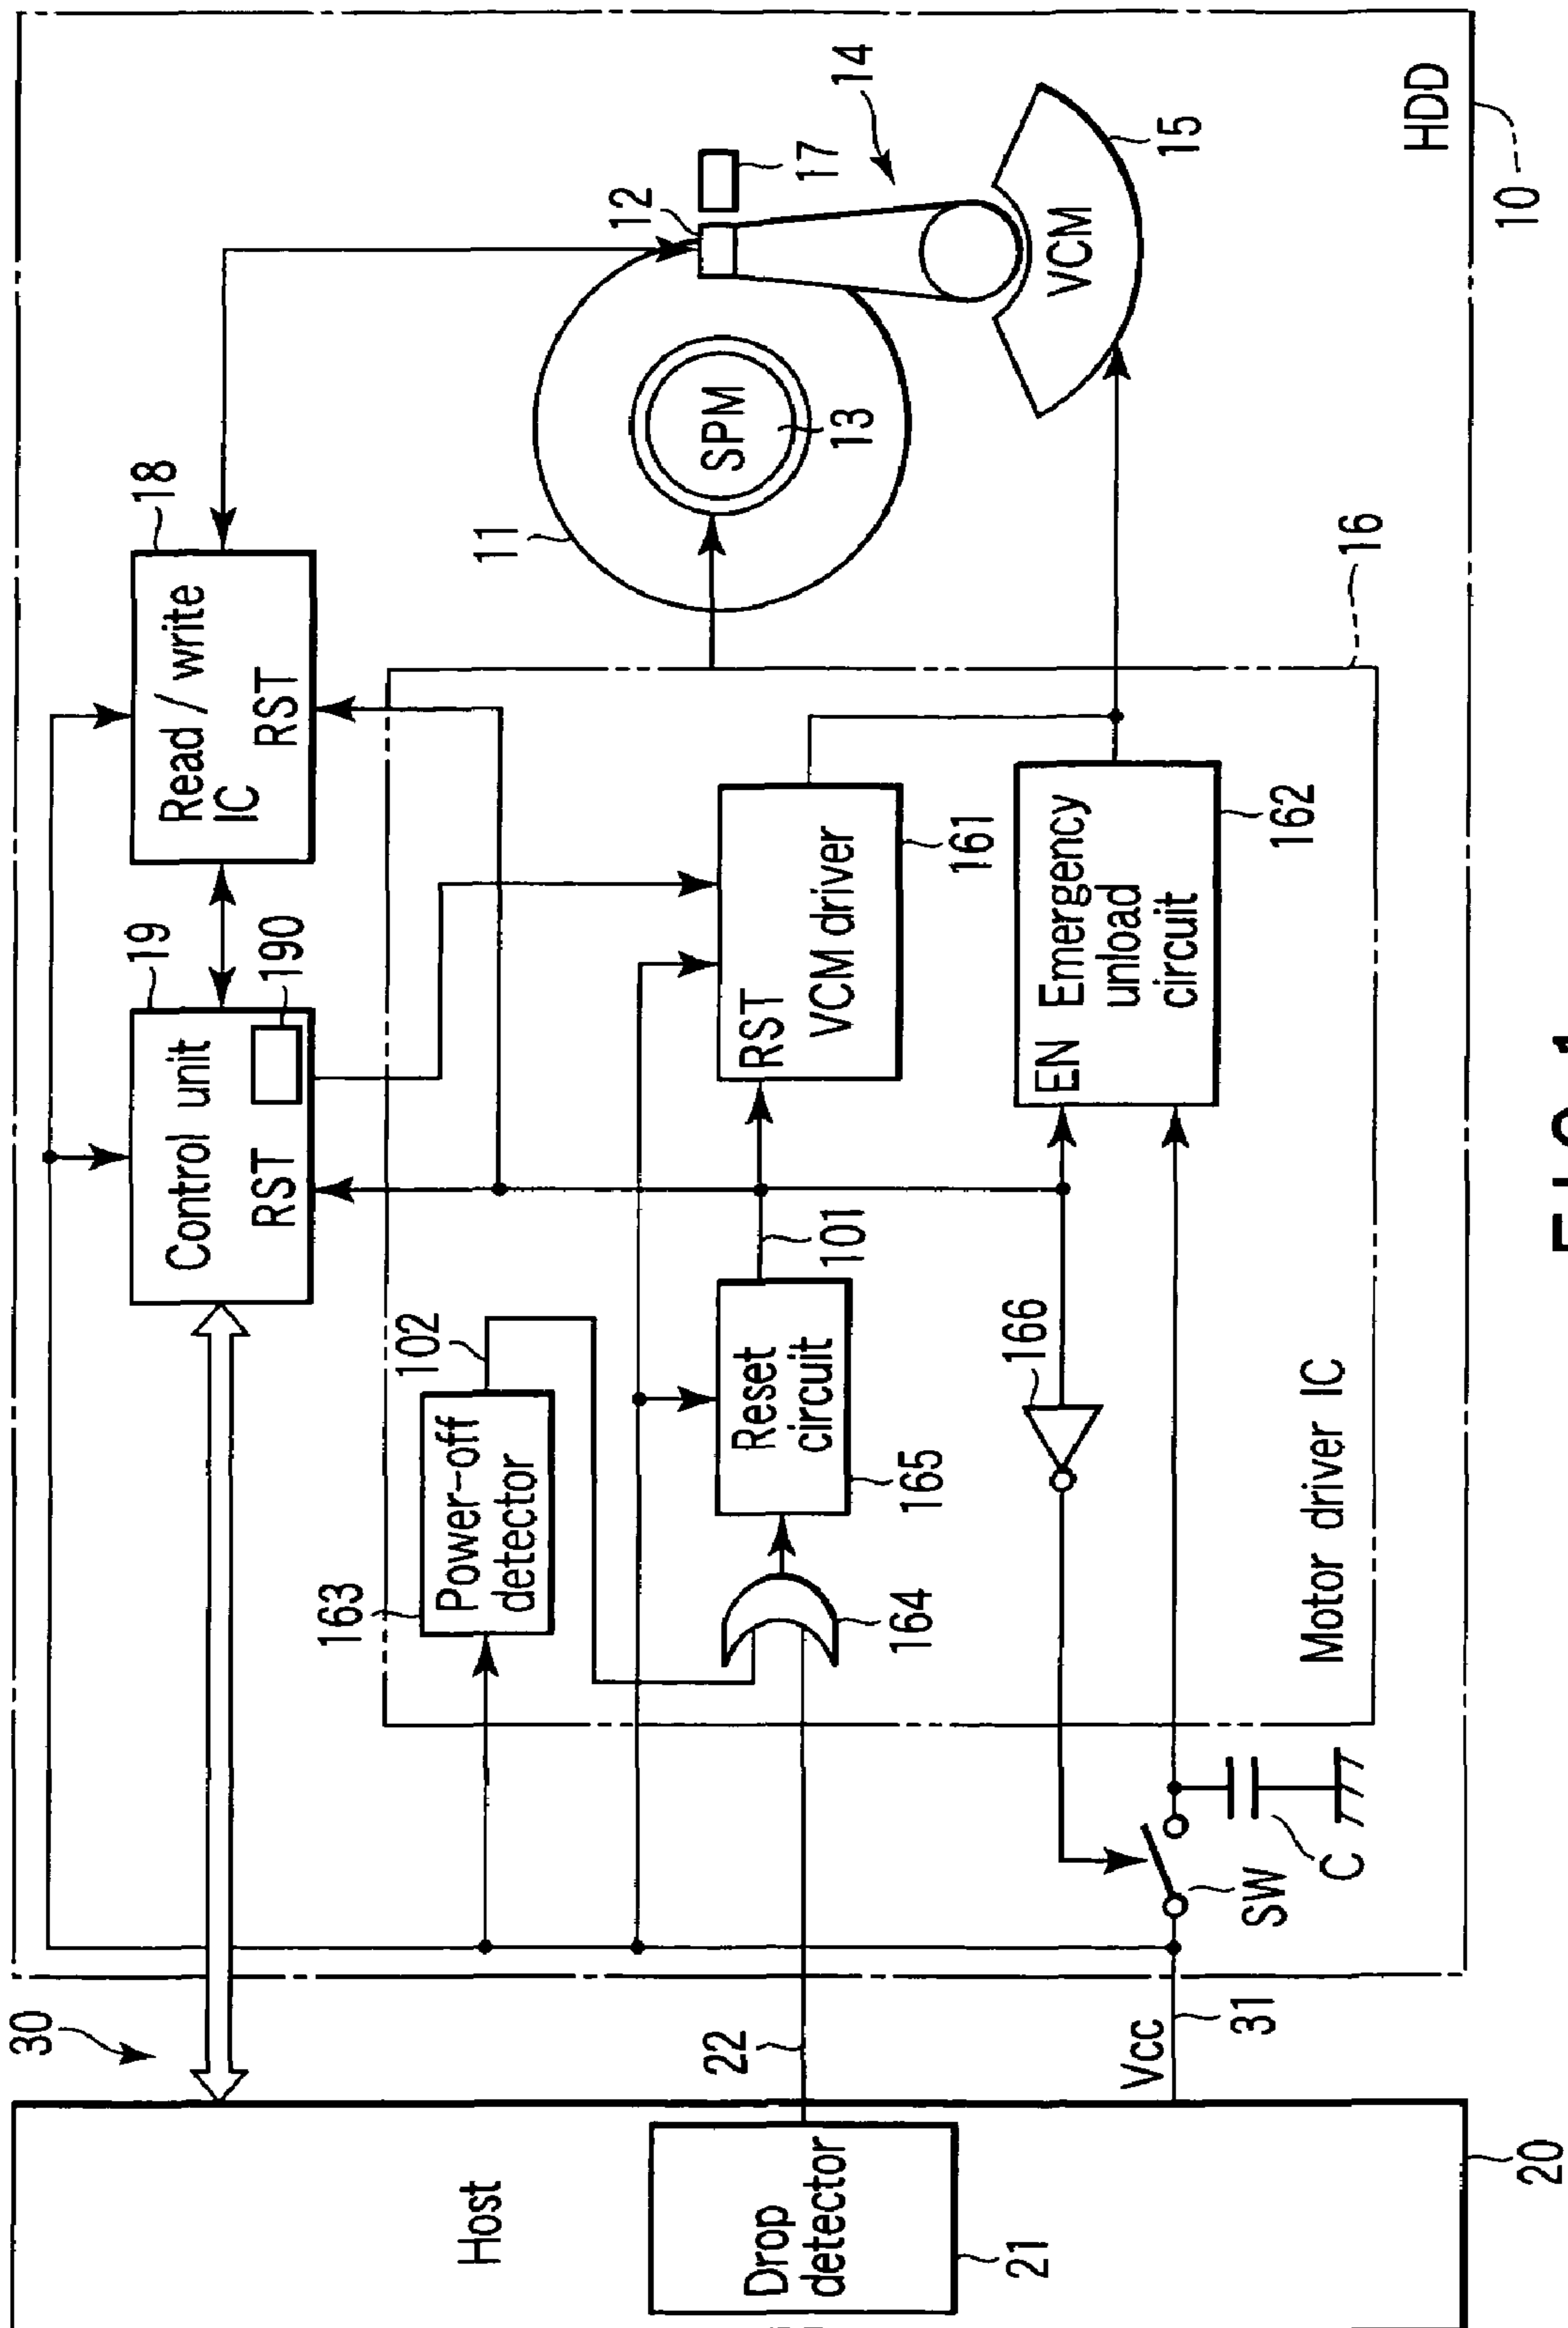 30
Host
Drop
detector
21
20
22
Vcc
31
SW
C
HDD
10
Motor driver IC
16
163
Power-off
detector
102
164
Reset
circuit
165
101
166
19
Control unit
190
RST
18
Read / write
IC
RST
RST
VCM driver
161
EN Emergency
unload
circuit
162
11
SPM
13
12
17
14
VCM
15